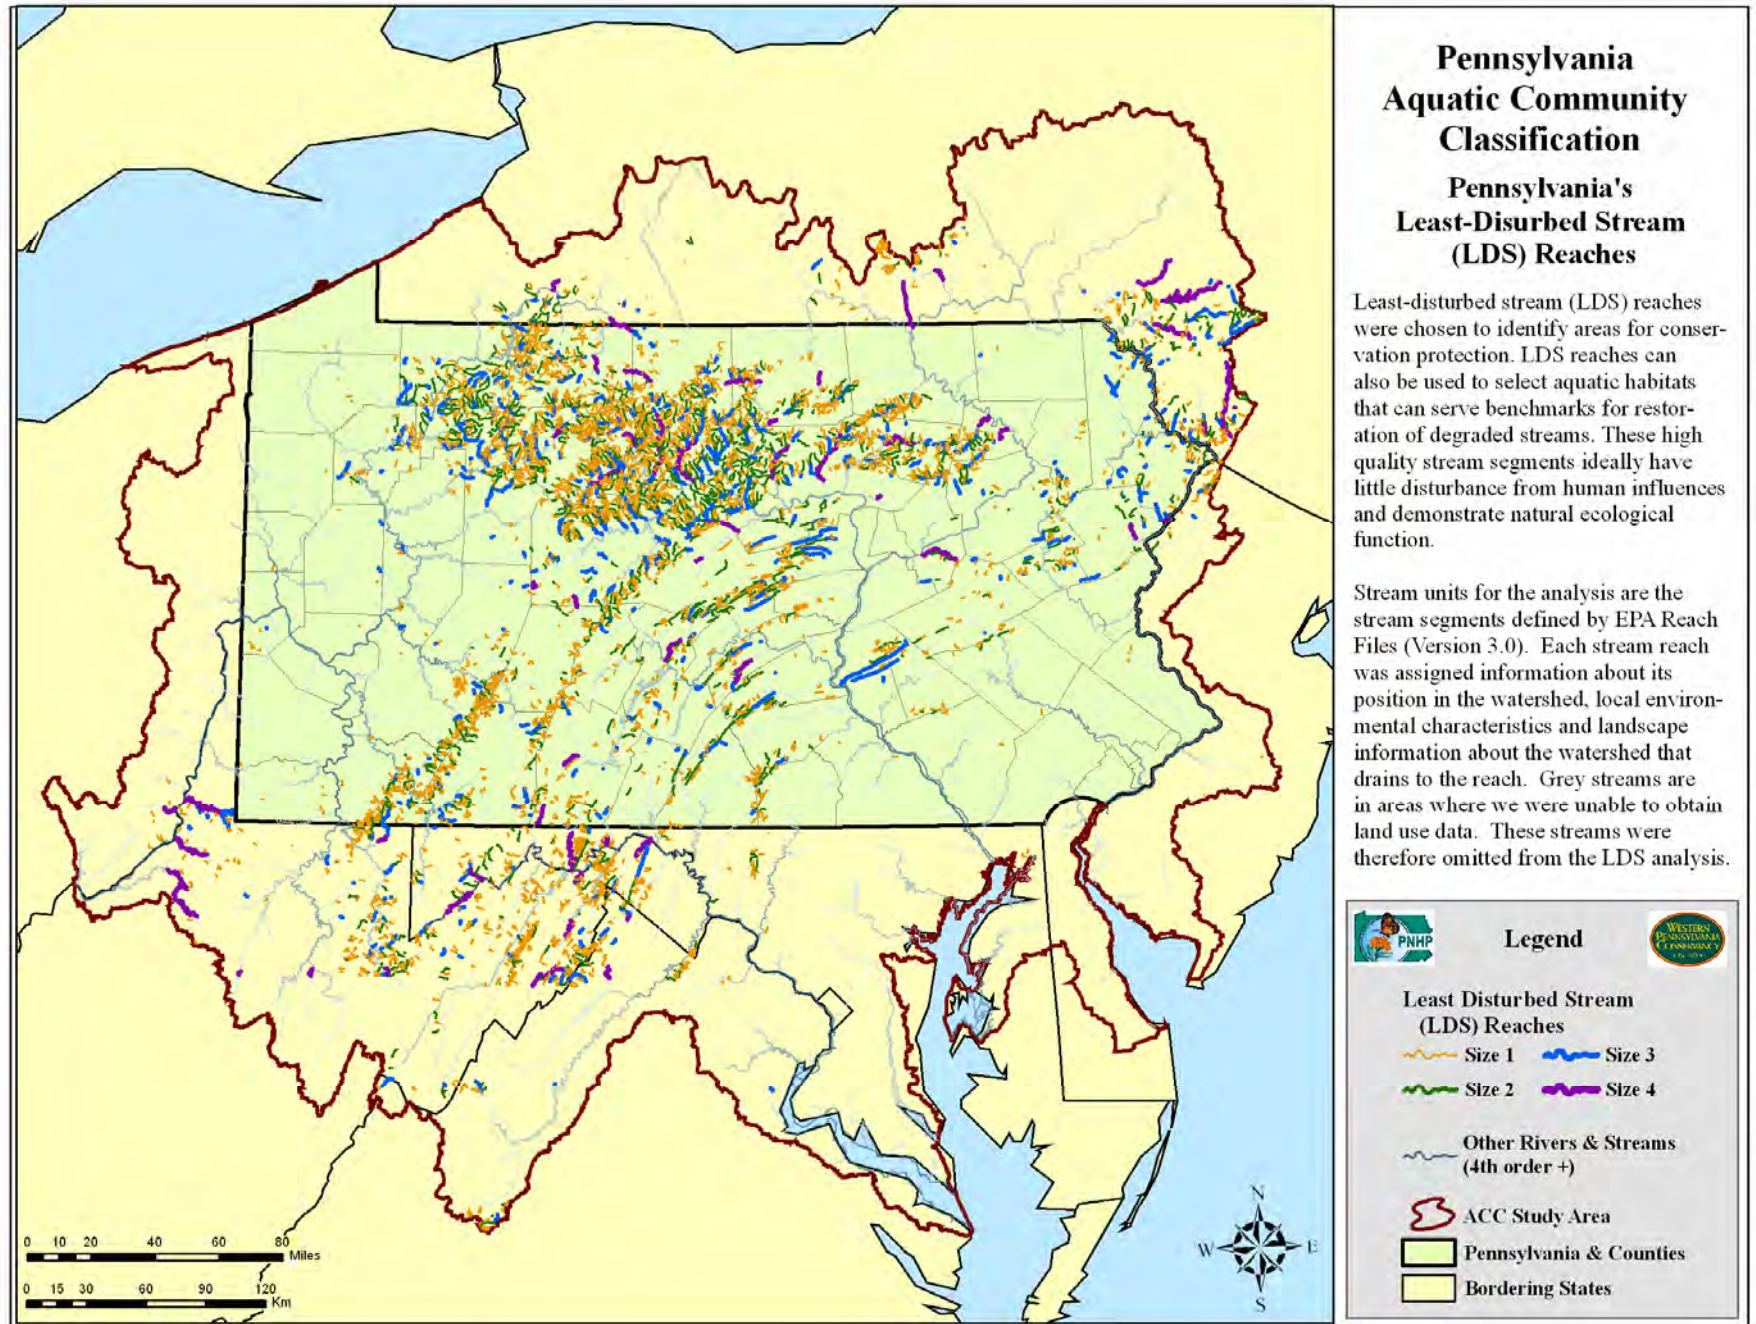 Pennsylvania
Aquatic Community
Classification
Pennsylvania's
Least-Disurbed Stream
(LDS) Reaches
Least-disturbed stream (LDS) reaches
were chosen to identify areas for conser-
vation protection. LDS reaches can
also be used to select aquatic habitats
that can serve benchmarks for restor-
ation of degraded streams. These high
quality stream segments ideally have
little disturbance from human influences
and demonstrate natural ecological
function.
Stream units for the analysis are the
stream segments defined by EPA Reach
Files (Version 3.0). Each stream reach
was assigned information about its
position in the watershed, local environ-
mental characteristics and landscape
information about the watershed that
drains to the reach. Grey streams are
in areas where we were unable to obtain
land use data. These streams were
therefore omitted from the LDS analysis.
PNHP
Legend
WESTERN
PENNSYLVANIA
CONSERVANCY
Least Disturbed Stream
(LDS) Reaches
Size 1
Size 3
Size 2
Size 4
Other Rivers & Streams
(4th order +)
ACC Study Area
Pennsylvania & Counties
Bordering States
N
W
E
S
0 10 20 40 60 80
Miles
0 15 30 60 90 120
Km